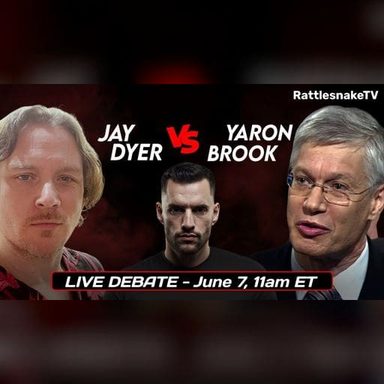 RattlesnakeTV
JAY VS YARON
DYER BROOK
LIVE DEBATE - June 7, 11am ET